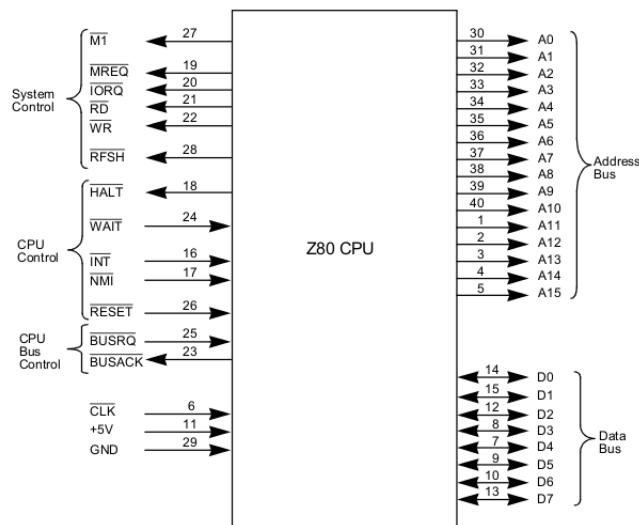 M1 27
MREQ 19
IORQ 20
RD 21
WR 22
RFSH 28
System
Control
HALT 18
WAIT 24
INT 16
NMI 17
RESET 26
CPU
Control
BUSRQ 25
BUSACK 23
CPU
Bus
Control
CLK 6
+5V 11
GND 29
Z80 CPU
30 A0
31 A1
32 A2
33 A3
34 A4
35 A5
36 A6
37 A7
38 A8
39 A9
40 A10
1 A11
2 A12
3 A13
4 A14
5 A15
Address
Bus
14 D0
15 D1
12 D2
8 D3
7 D4
9 D5
10 D6
13 D7
Data
Bus